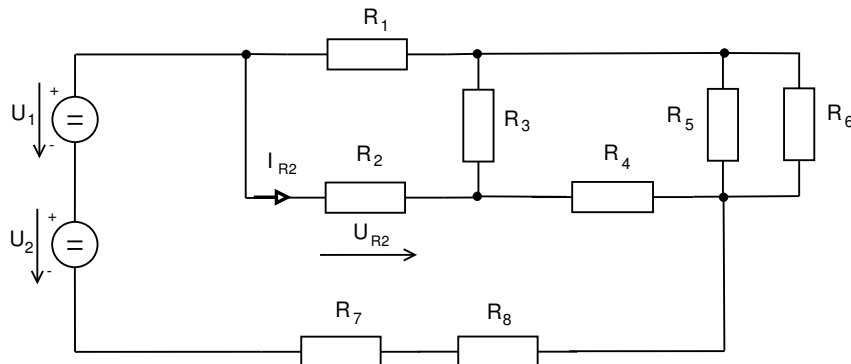 R1
+
U1
=
-
R3
R5
R6
IR2
R2
R4
+
U2
=
-
UR2
R7
R8